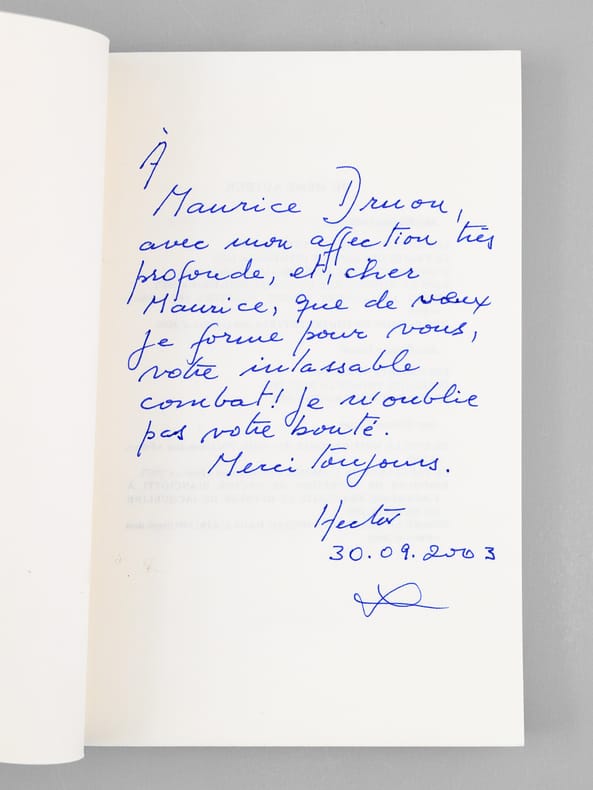 À
Maurice Druon,
avec mon affection très
profonde, et, cher
Maurice, que de vœux
je forme pour vous,
votre inlassable
combat! Je n'oublie
pas votre bonté.
Merci toujours.
Hector
30.09.2003